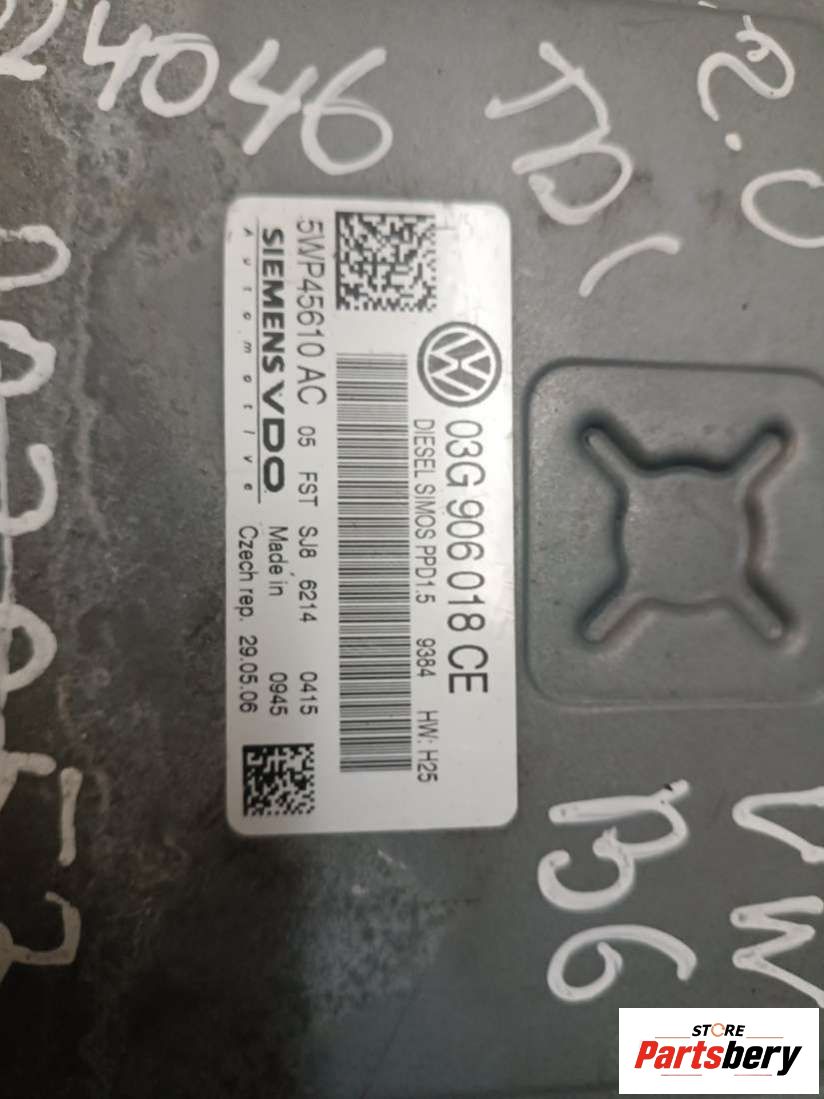 24046
TDi
2.0
VW
B6
03G 906 018 CE
DIESEL SIMOS PPD1.5 9384 HW: H25
5WP45610 AC 05 FST SJ8 6214 0415
SIEMENS VDO
Automotive
Made in 0945
Czech rep. 29.05.06
STORE
Partsbery